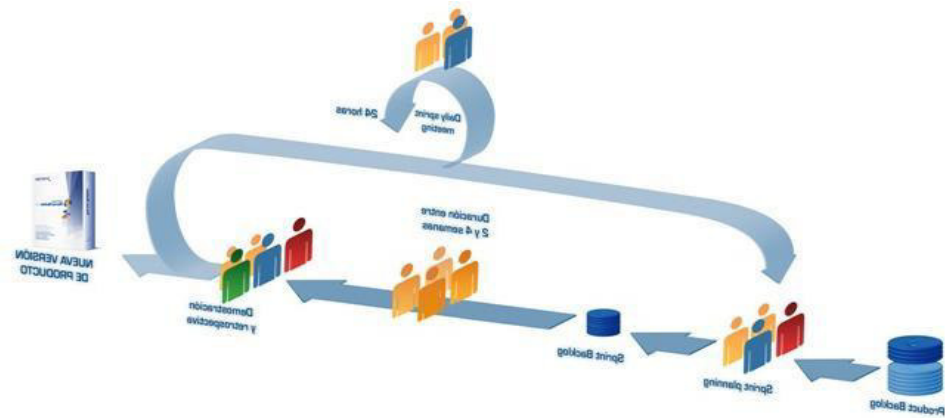 24 horas
Daily sprint
meeting
Duración entre
2 y 4 semanas
NUEVA VERSIÓN
DE PRODUCTO
Demostración
y retrospectiva
Sprint Backlog
Sprint planning
Product Backlog